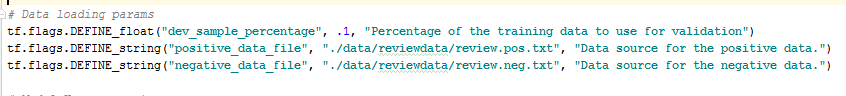 # Data loading params
tf.flags.DEFINE_float("dev_sample_percentage", .1, "Percentage of the training data to use for validation")
tf.flags.DEFINE_string("positive_data_file", "./data/reviewdata/review.pos.txt", "Data source for the positive data.")
tf.flags.DEFINE_string("negative_data_file", "./data/reviewdata/review.neg.txt", "Data source for the negative data.")